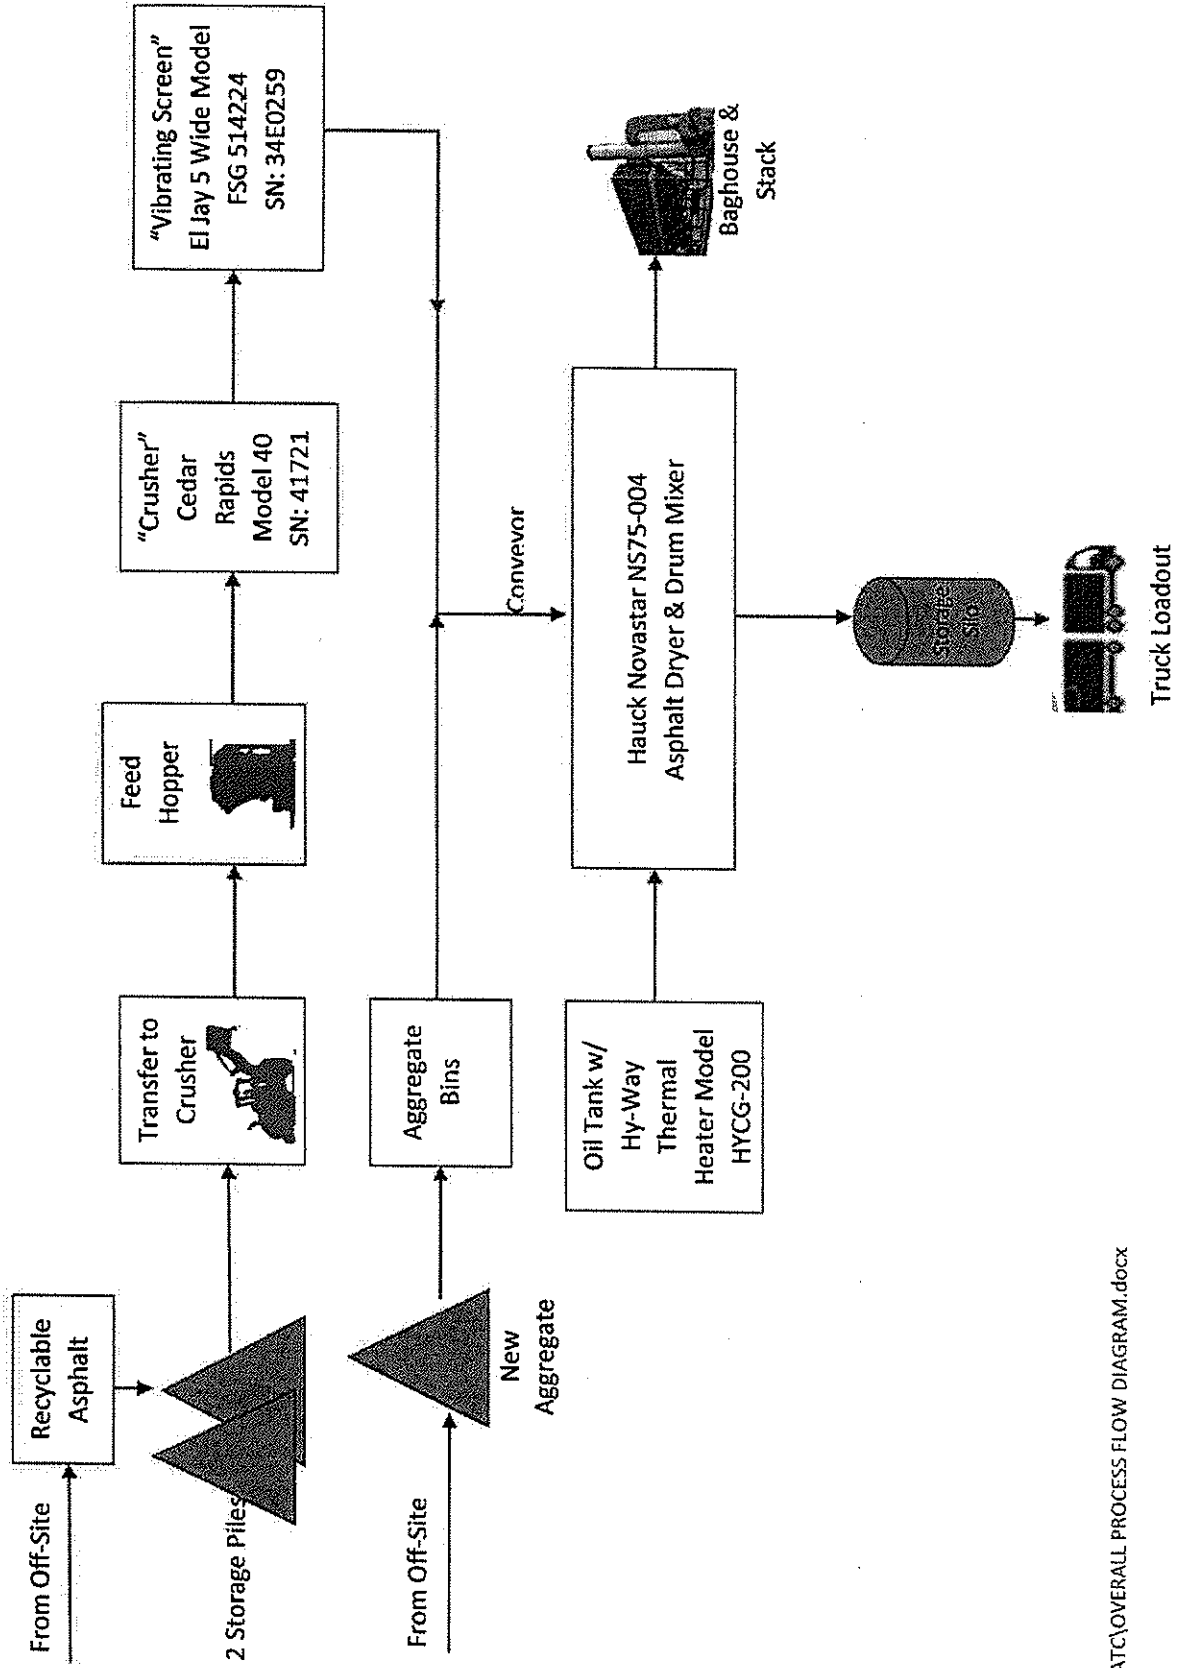 From Off-Site
Recyclable
Asphalt
2 Storage Piles
Transfer to
Crusher
Feed
Hopper
"Crusher"
Cedar
Rapids
Model 40
SN: 41721
"Vibrating Screen"
El Jay 5 Wide Model
FSG 514224
SN: 34E0259
From Off-Site
New
Aggregate
Aggregate
Bins
Conveyor
Oil Tank w/
Hy-Way
Thermal
Heater Model
HYCG-200
Hauck Novastar NS75-004
Asphalt Dryer & Drum Mixer
Baghouse &
Stack
Storage
Silo
Truck Loadout
ATC\OVERALL PROCESS FLOW DIAGRAM.docx